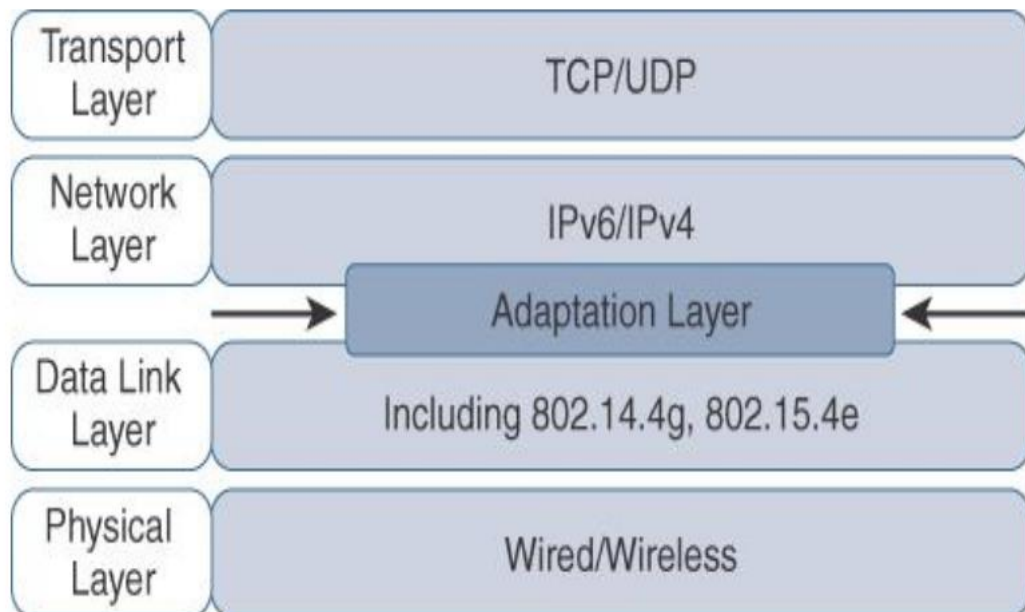 Transport
Layer
TCP/UDP
Network
Layer
IPv6/IPv4
Adaptation Layer
Data Link
Layer
Including 802.14.4g, 802.15.4e
Physical
Layer
Wired/Wireless